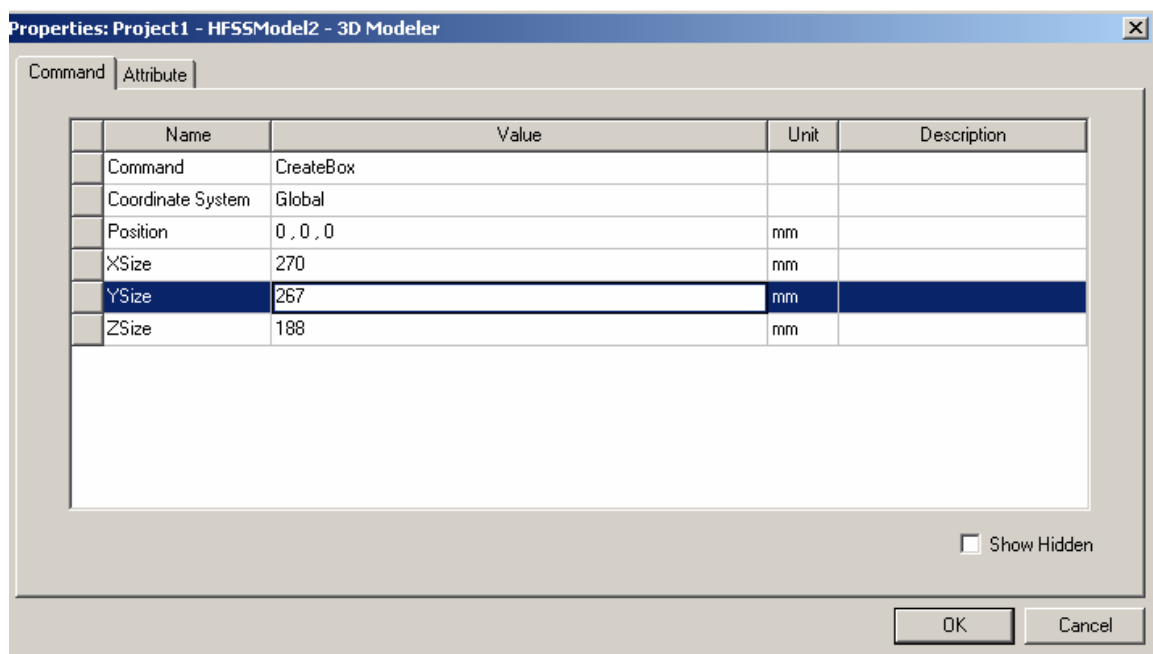 Properties: Project1 - HFSSModel2 - 3D Modeler
Command Attribute
Name Value Unit Description
Command CreateBox
Coordinate System Global
Position 0 , 0 , 0 mm
XSize 270 mm
YSize 267 mm
ZSize 188 mm
Show Hidden
OK Cancel